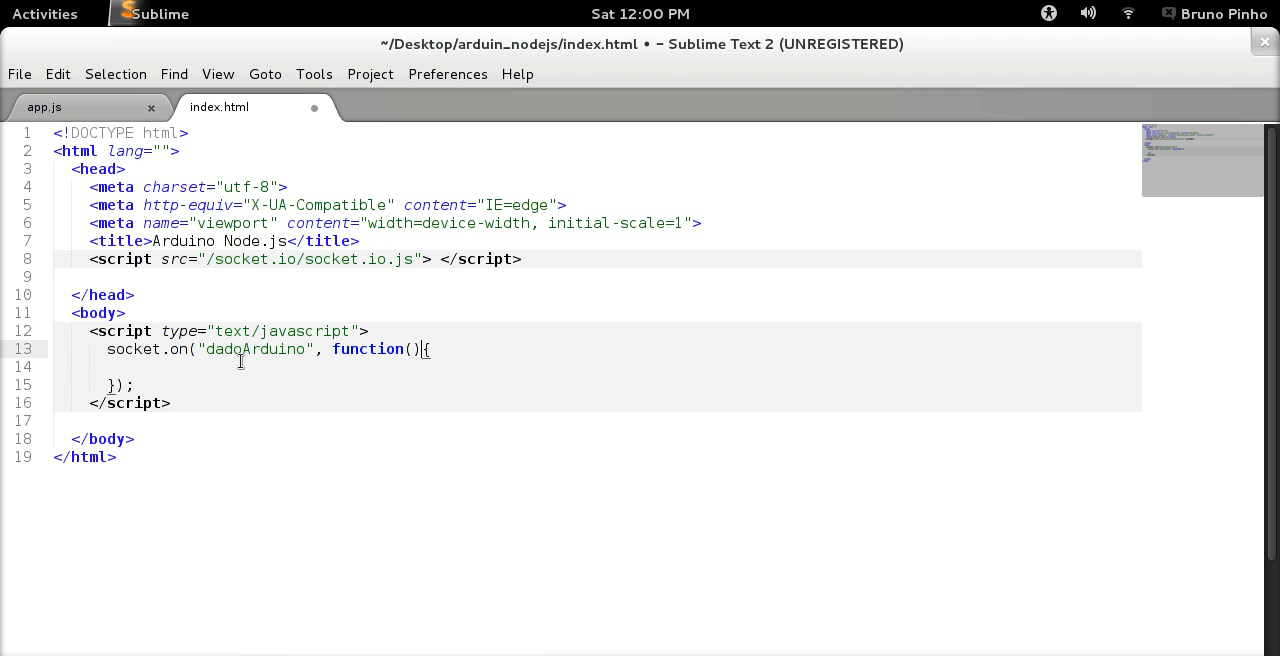 Activities Sublime Sat 12:00 PM Bruno Pinho
~/Desktop/arduin_nodejs/index.html • - Sublime Text 2 (UNREGISTERED)
File Edit Selection Find View Goto Tools Project Preferences Help
app.js index.html
1 <!DOCTYPE html>
2 <html lang="">
3 <head>
4 <meta charset="utf-8">
5 <meta http-equiv="X-UA-Compatible" content="IE=edge">
6 <meta name="viewport" content="width=device-width, initial-scale=1">
7 <title>Arduino Node.js</title>
8 <script src="/socket.io/socket.io.js"> </script>
9
10 </head>
11 <body>
12 <script type="text/javascript">
13 socket.on("dadoArduino", function(){
14
15 });
16 </script>
17
18 </body>
19 </html>